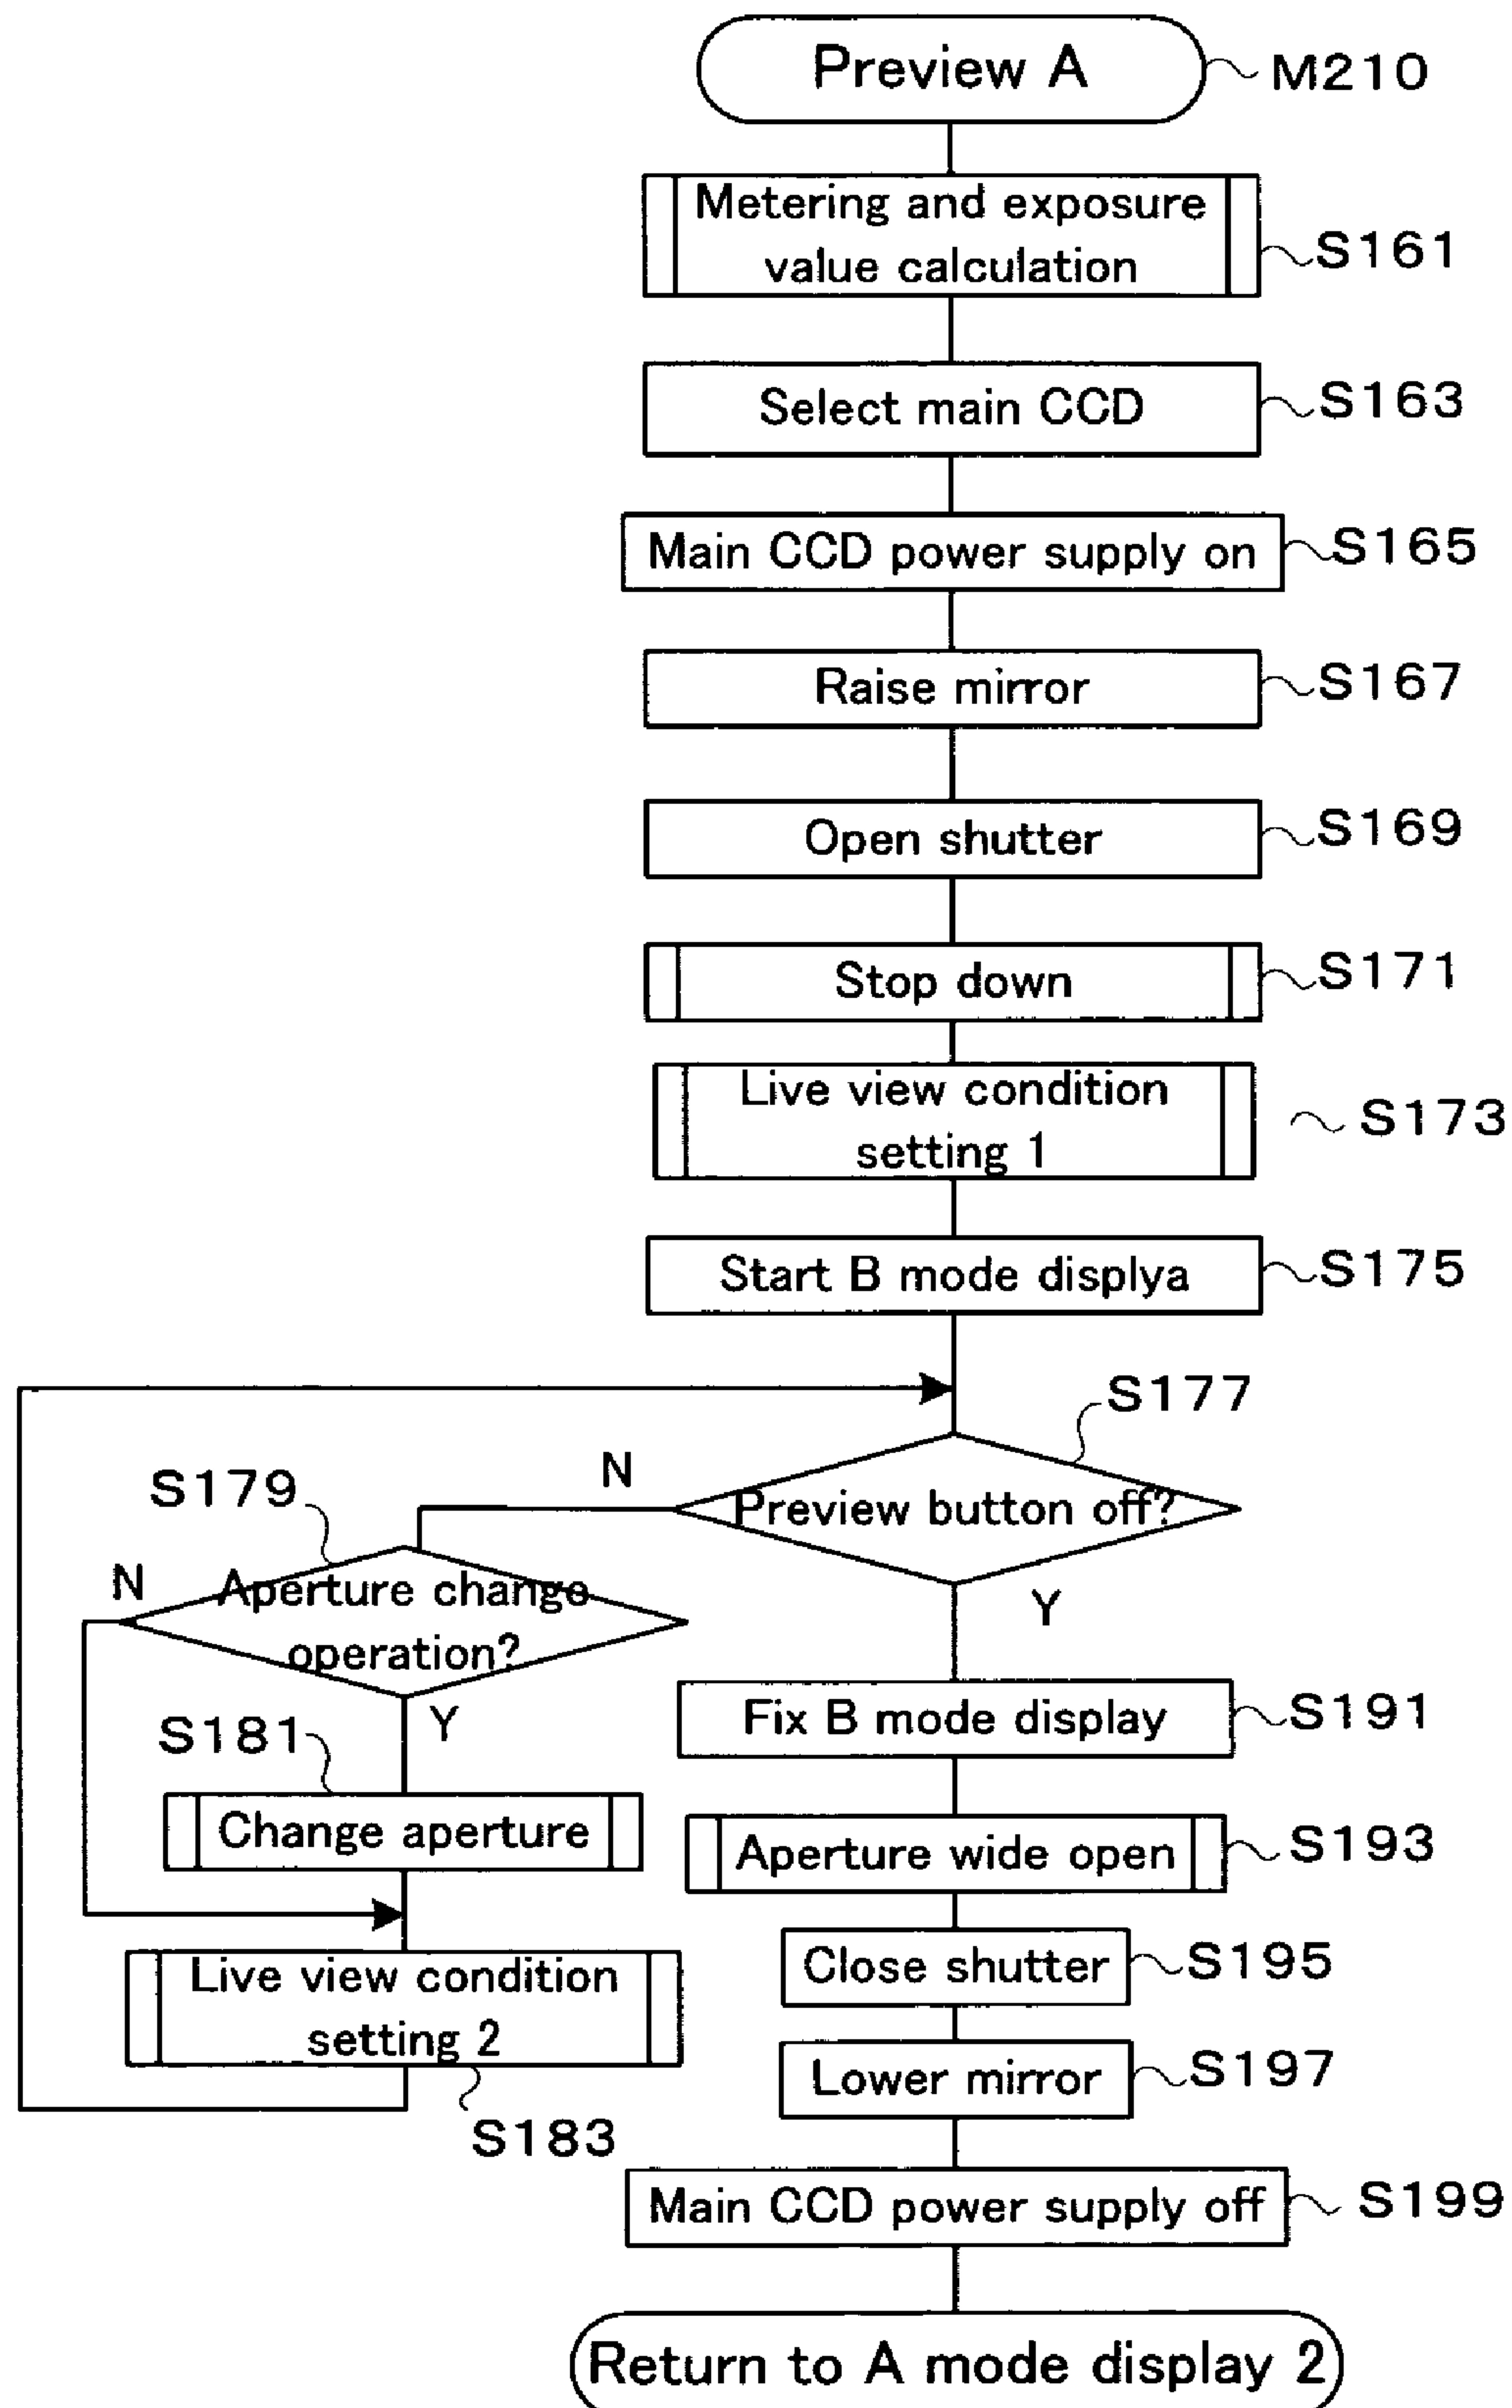 Preview A
M210
Metering and exposure
value calculation
S161
Select main CCD
S163
Main CCD power supply on
S165
Raise mirror
S167
Open shutter
S169
Stop down
S171
Live view condition
setting 1
S173
Start B mode displya
S175
S177
Preview button off?
N
Y
S179
Aperture change
operation?
N
Y
S181
Change aperture
Live view condition
setting 2
S183
Fix B mode display
S191
Aperture wide open
S193
Close shutter
S195
Lower mirror
S197
Main CCD power supply off
S199
Return to A mode display 2